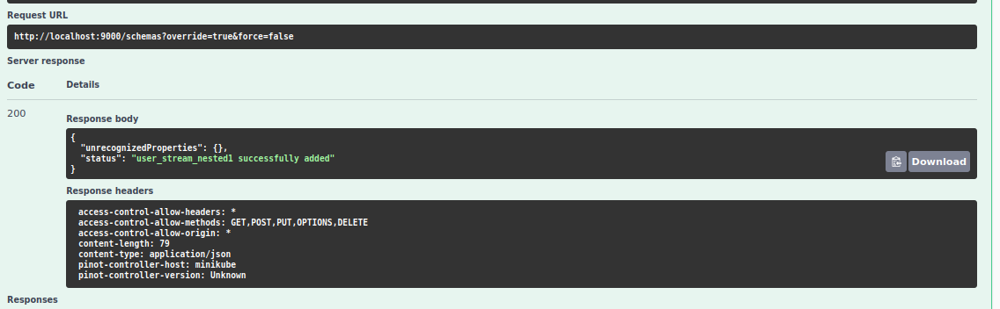 Request URL
http://localhost:9000/schemas?override=true&force=false
Server response
Code Details
200
Response body
{
  "unrecognizedProperties": {},
  "status": "user_stream_nested1 successfully added"
}
Download
Response headers
access-control-allow-headers: *
access-control-allow-methods: GET,POST,PUT,OPTIONS,DELETE
access-control-allow-origin: *
content-length: 79
content-type: application/json
pinot-controller-host: minikube
pinot-controller-version: Unknown
Responses